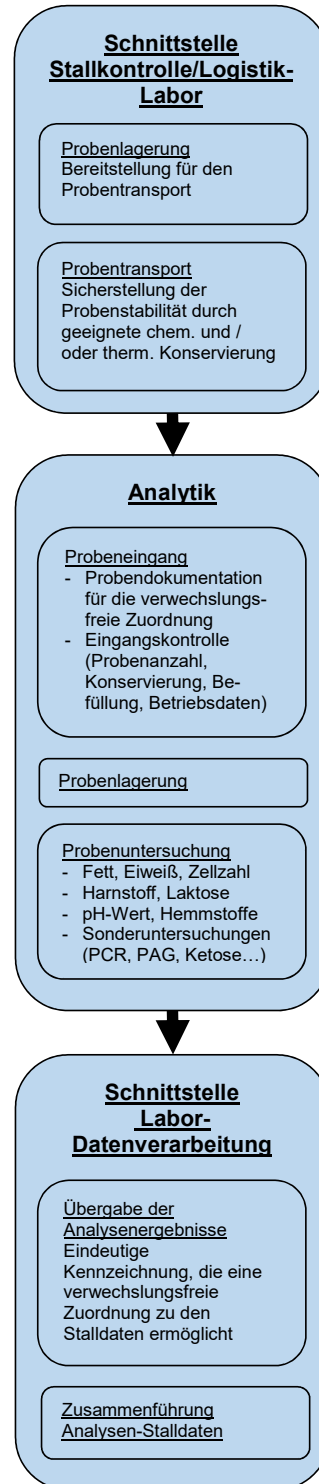 Schnittstelle
Stallkontrolle/Logistik-
Labor
Probenlagerung
Bereitstellung für den
Probentransport
Probentransport
Sicherstellung der
Probenstabilität durch
geeignete chem. und /
oder therm. Konservierung
Analytik
Probeneingang
- Probendokumentation
für die verwechslungs-
freie Zuordnung
- Eingangskontrolle
(Probenanzahl,
Konservierung, Be-
füllung, Betriebsdaten)
Probenlagerung
Probenuntersuchung
- Fett, Eiweiß, Zellzahl
- Harnstoff, Laktose
- pH-Wert, Hemmstoffe
- Sonderuntersuchungen
(PCR, PAG, Ketose…)
Schnittstelle
Labor-
Datenverarbeitung
Übergabe der
Analysenergebnisse
Eindeutige
Kennzeichnung, die eine
verwechslungsfreie
Zuordnung zu den
Stalldaten ermöglicht
Zusammenführung
Analysen-Stalldaten